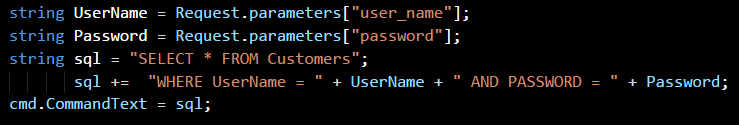 string UserName = Request.parameters["user_name"];
string Password = Request.parameters["password"];
string sql = "SELECT * FROM Customers";
sql +=  "WHERE UserName = " + UserName + " AND PASSWORD = " + Password;
cmd.CommandText = sql;